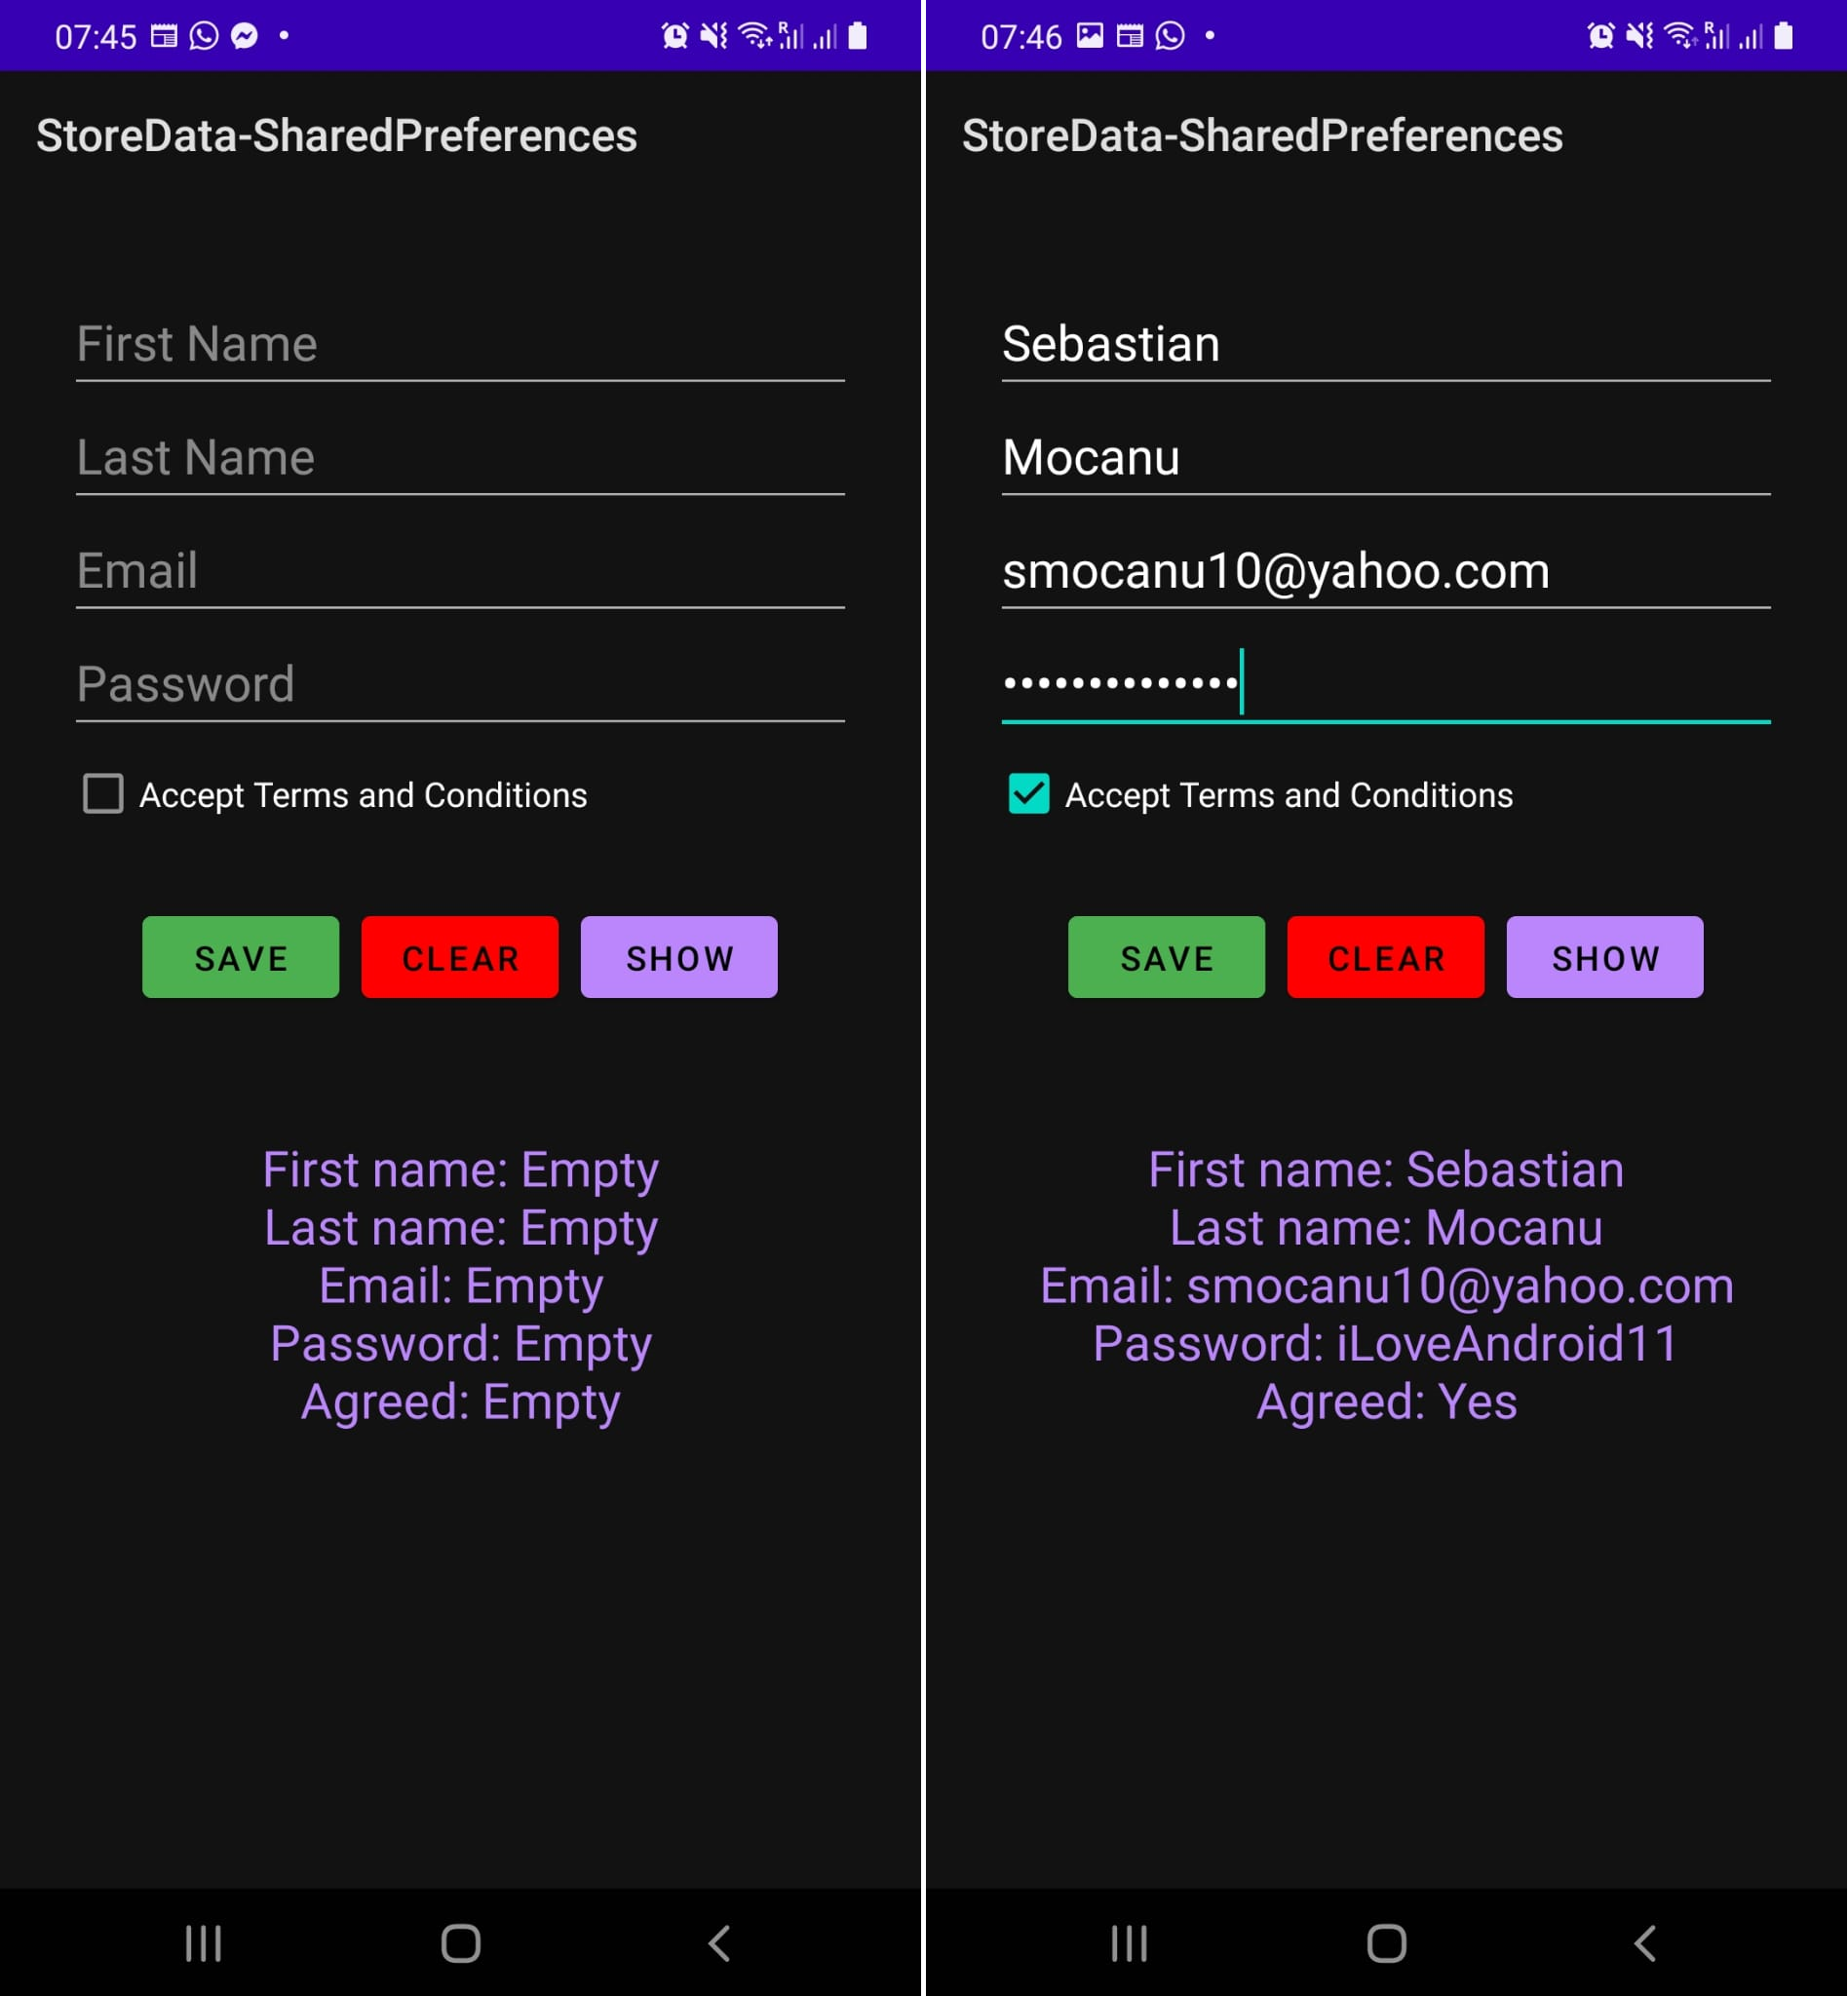 07:45
StoreData-SharedPreferences
First Name
Last Name
Email
Password
Accept Terms and Conditions
SAVE CLEAR SHOW
First name: Empty
Last name: Empty
Email: Empty
Password: Empty
Agreed: Empty
07:46
StoreData-SharedPreferences
Sebastian
Mocanu
smocanu10@yahoo.com
••••••••••••••
Accept Terms and Conditions
SAVE CLEAR SHOW
First name: Sebastian
Last name: Mocanu
Email: smocanu10@yahoo.com
Password: iLoveAndroid11
Agreed: Yes